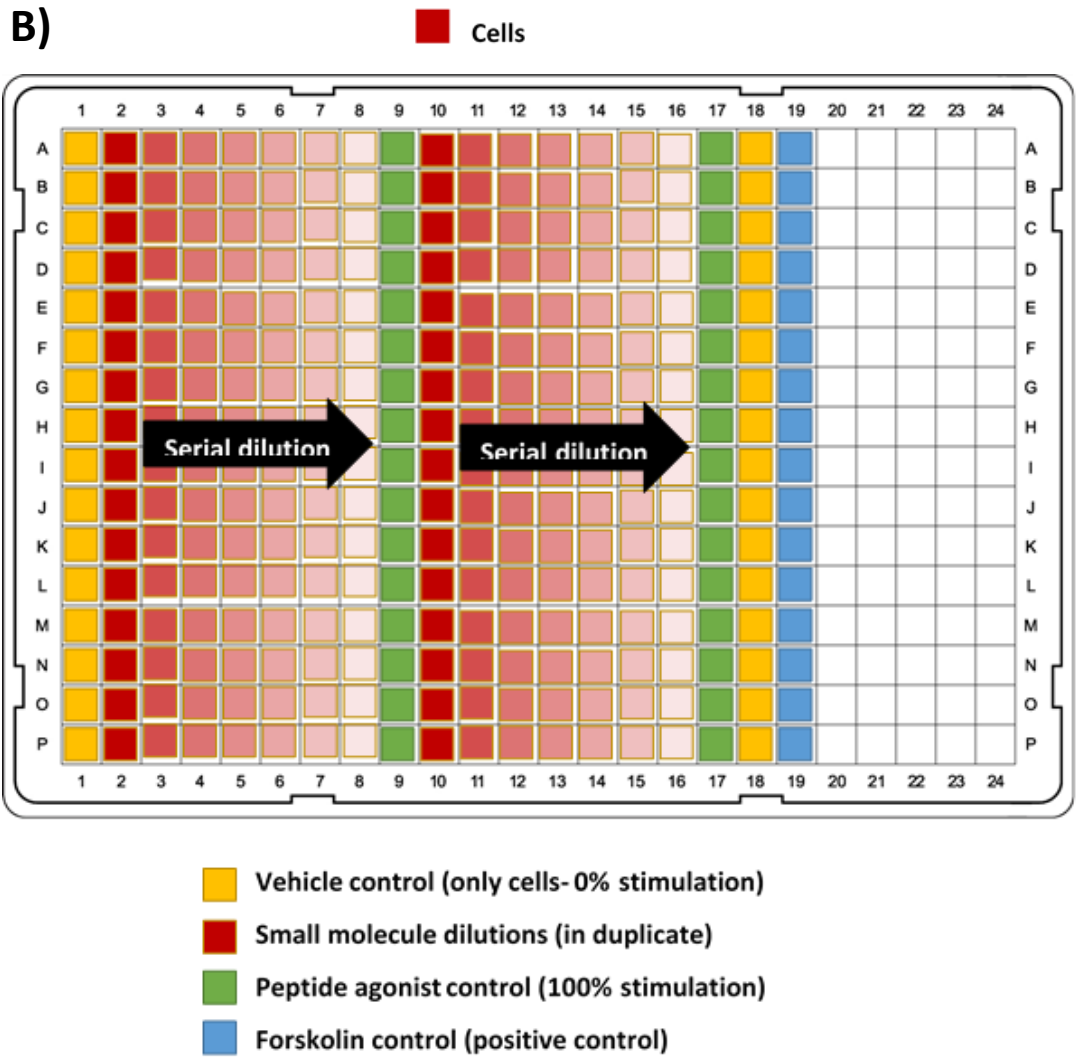 B)
Cells
1 2 3 4 5 6 7 8 9 10 11 12 13 14 15 16 17 18 19 20 21 22 23 24
A A
B B
C C
D D
E E
F F
G G
H H
Serial dilution Serial dilution
I I
J J
K K
L L
M M
N N
O O
P P
1 2 3 4 5 6 7 8 9 10 11 12 13 14 15 16 17 18 19 20 21 22 23 24
Vehicle control (only cells- 0% stimulation)
Small molecule dilutions (in duplicate)
Peptide agonist control (100% stimulation)
Forskolin control (positive control)